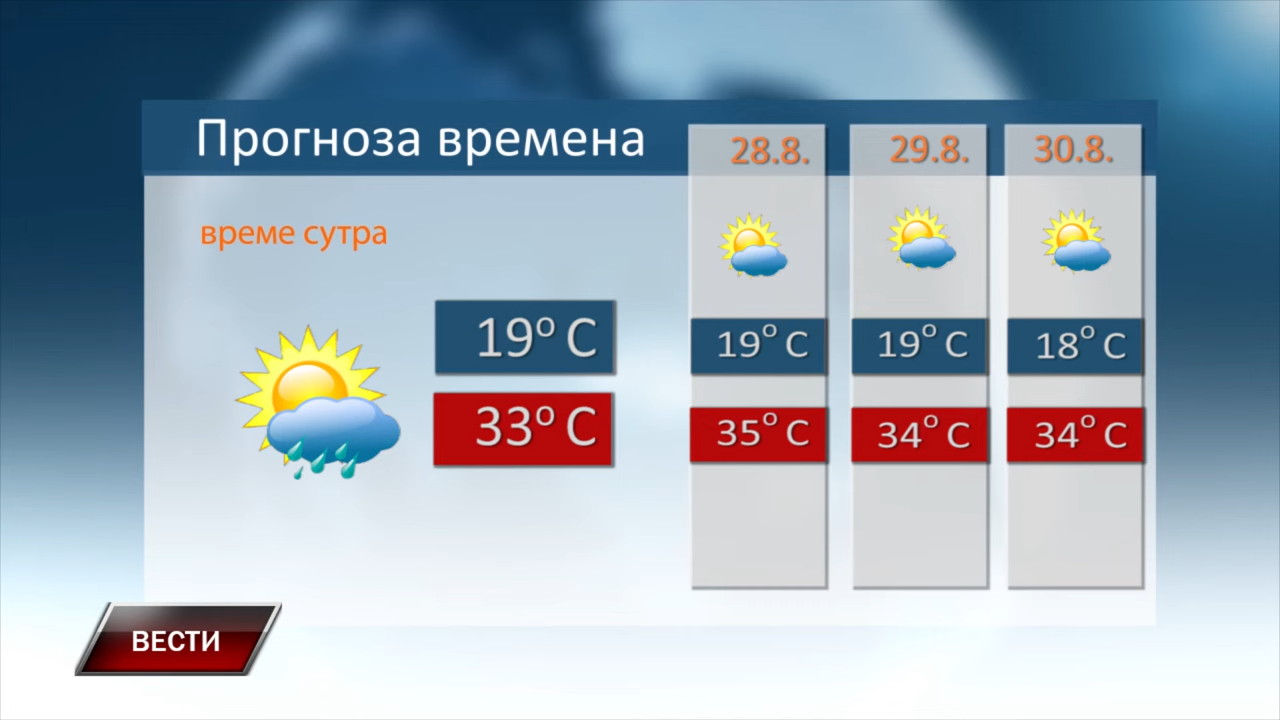 Прогноза времена
време сутра
19° C
33° C
28.8.
19° C
35° C
29.8.
19° C
34° C
30.8.
18° C
34° C
ВЕСТИ